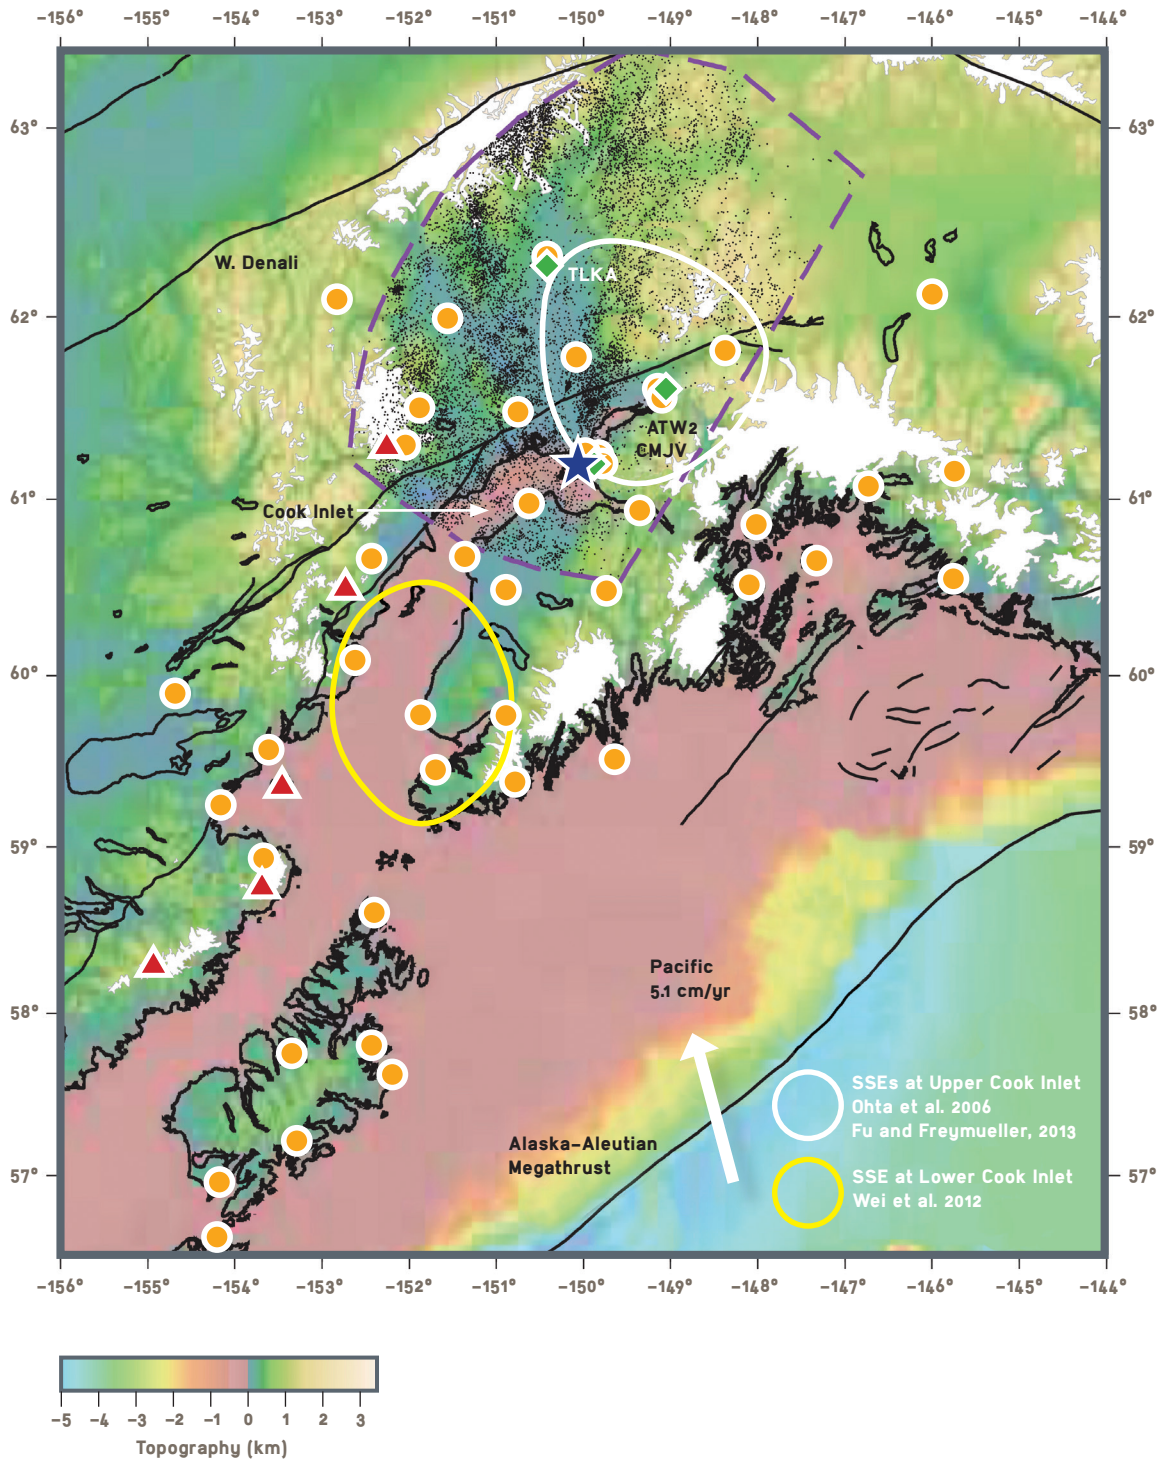 -156° -155° -154° -153° -152° -151° -150° -149° -148° -147° -146° -145° -144°
63° 63°
W. Denali
TLKA
62° 62°
ATW2
CMJV
61° 61°
Cook Inlet
60° 60°
59° 59°
Pacific
5.1 cm/yr
58° 58°
SSEs at Upper Cook Inlet
Ohta et al. 2006
Fu and Freymueller, 2013
Alaska-Aleutian
Megathrust
SSE at Lower Cook Inlet
Wei et al. 2012
57° 57°
-156° -155° -154° -153° -152° -151° -150° -149° -148° -147° -146° -145° -144°
-5 -4 -3 -2 -1 0 1 2 3
Topography (km)